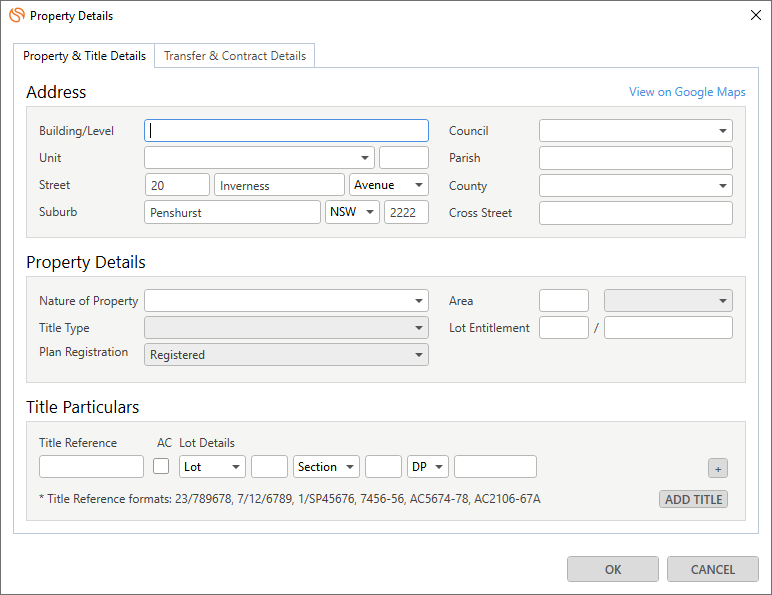 Property Details
Property & Title Details Transfer & Contract Details
Address View on Google Maps
Building/Level Council
Unit Parish
Street 20 Inverness Avenue County
Suburb Penshurst NSW 2222 Cross Street
Property Details
Nature of Property Area
Title Type Lot Entitlement /
Plan Registration Registered
Title Particulars
Title Reference AC Lot Details
Lot Section DP +
* Title Reference formats: 23/789678, 7/12/6789, 1/SP45676, 7456-56, AC5674-78, AC2106-67A ADD TITLE
OK CANCEL